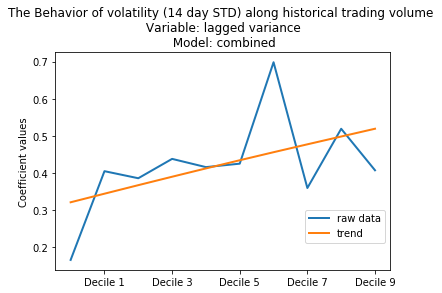 The Behavior of volatility (14 day STD) along historical trading volume
Variable: lagged variance
Model: combined
0.7
0.6
0.5
0.4
0.3
0.2
Coefficient values
raw data
trend
Decile 1 Decile 3 Decile 5 Decile 7 Decile 9